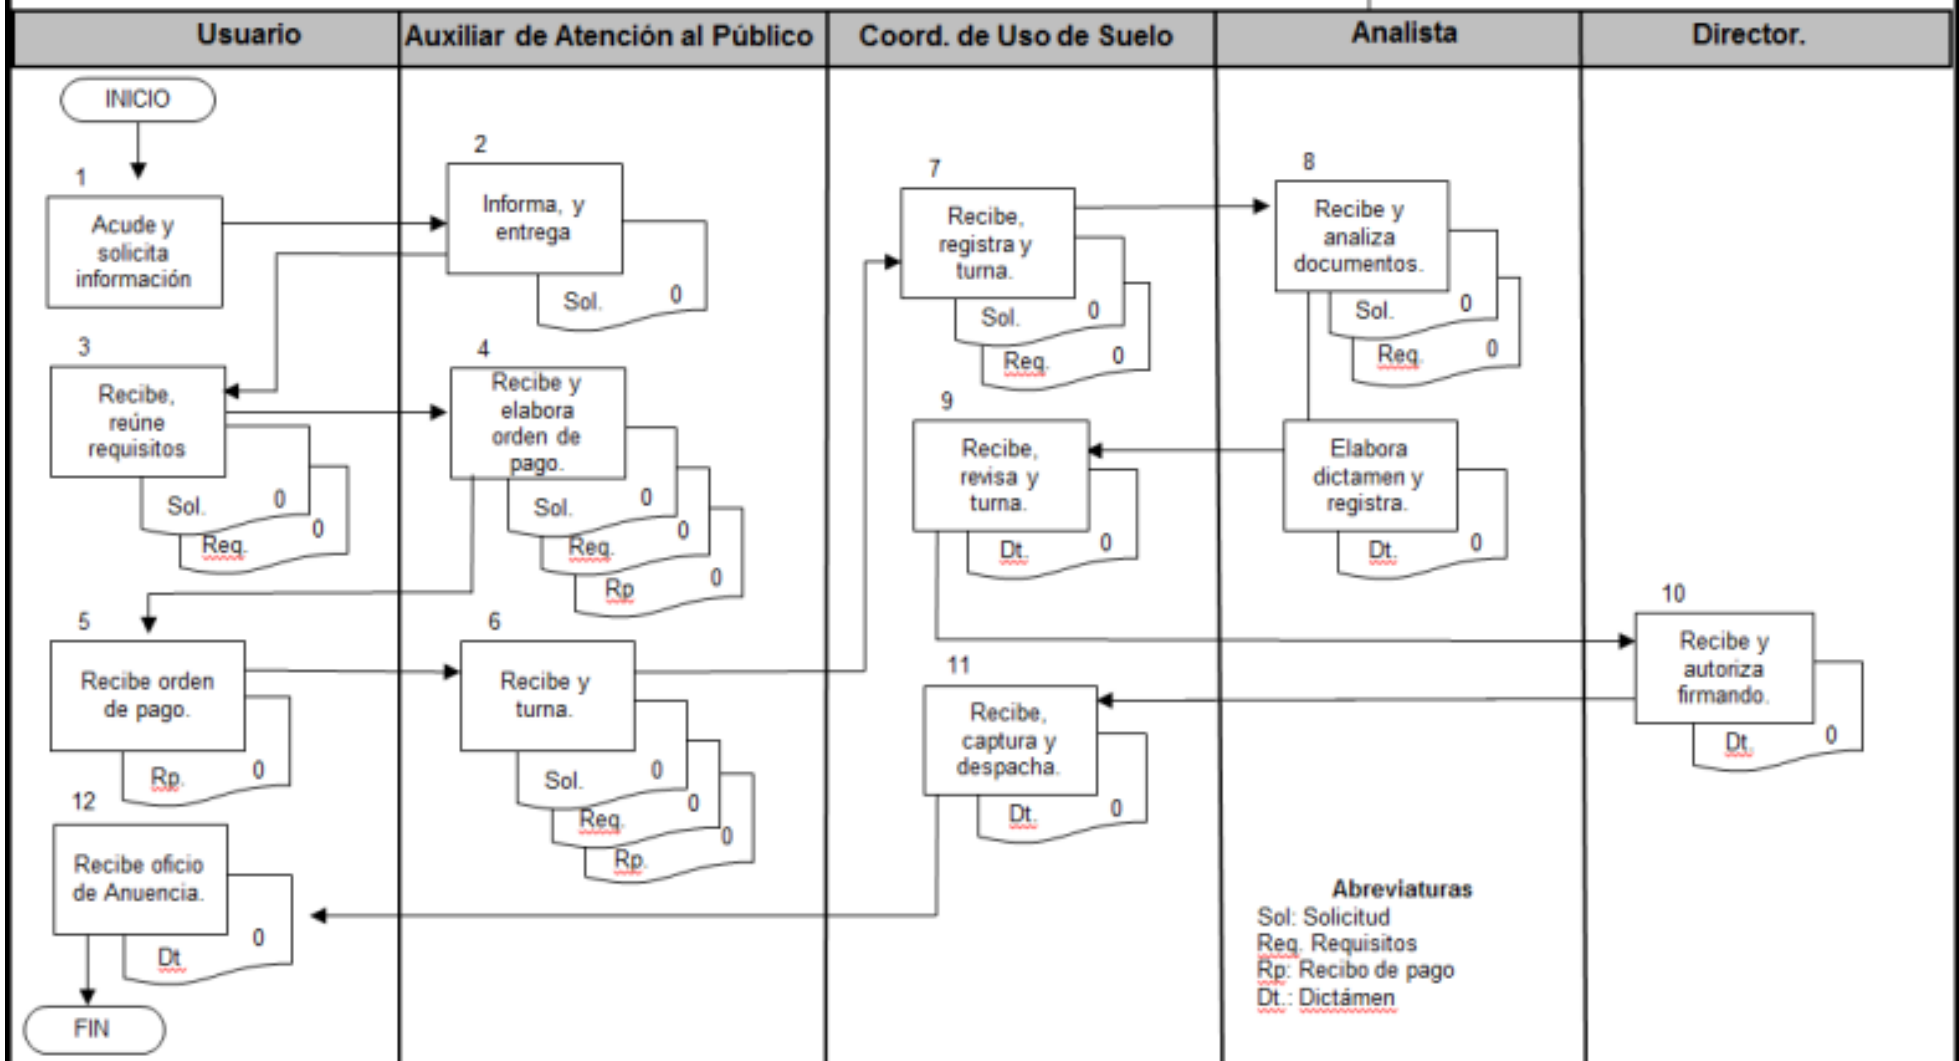 Usuario
Auxiliar de Atención al Público
Coord. de Uso de Suelo
Analista
Director.
INICIO
1
Acude y
solicita
información
2
Informa, y
entrega
Sol. 0
3
Recibe,
reúne
requisitos
Sol. 0
Req. 0
4
Recibe y
elabora
orden de
pago.
Sol. 0
Req. 0
Rp 0
5
Recibe orden
de pago.
Rp. 0
6
Recibe y
turna.
Sol. 0
Req. 0
Rp. 0
7
Recibe,
registra y
turna.
Sol. 0
Req. 0
8
Recibe y
analiza
documentos.
Sol. 0
Req. 0
Elabora
dictamen y
registra.
Dt. 0
9
Recibe,
revisa y
turna.
Dt. 0
10
Recibe y
autoriza
firmando.
Dt. 0
11
Recibe,
captura y
despacha.
Dt. 0
12
Recibe oficio
de Anuencia.
Dt 0
FIN
Abreviaturas
Sol: Solicitud
Req. Requisitos
Rp: Recibo de pago
Dt.: Dictámen